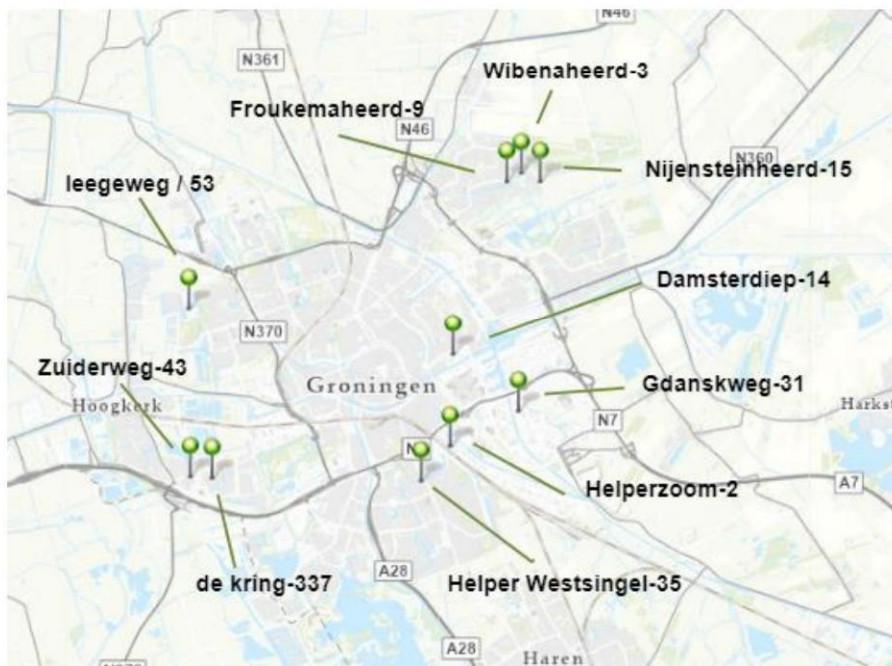 N46
N361
Wibenaheerd-3
Froukemaheerd-9
N46
N360
Nijensteinheerd-15
leegeweg / 53
Damsterdiep-14
N370
Zuiderweg-43
Groningen
Gdanskweg-31
Hoogkerk
Harkst
N7
N
Helperzoom-2
A7
A28
de kring-337
Helper Westsingel-35
A28
Haren